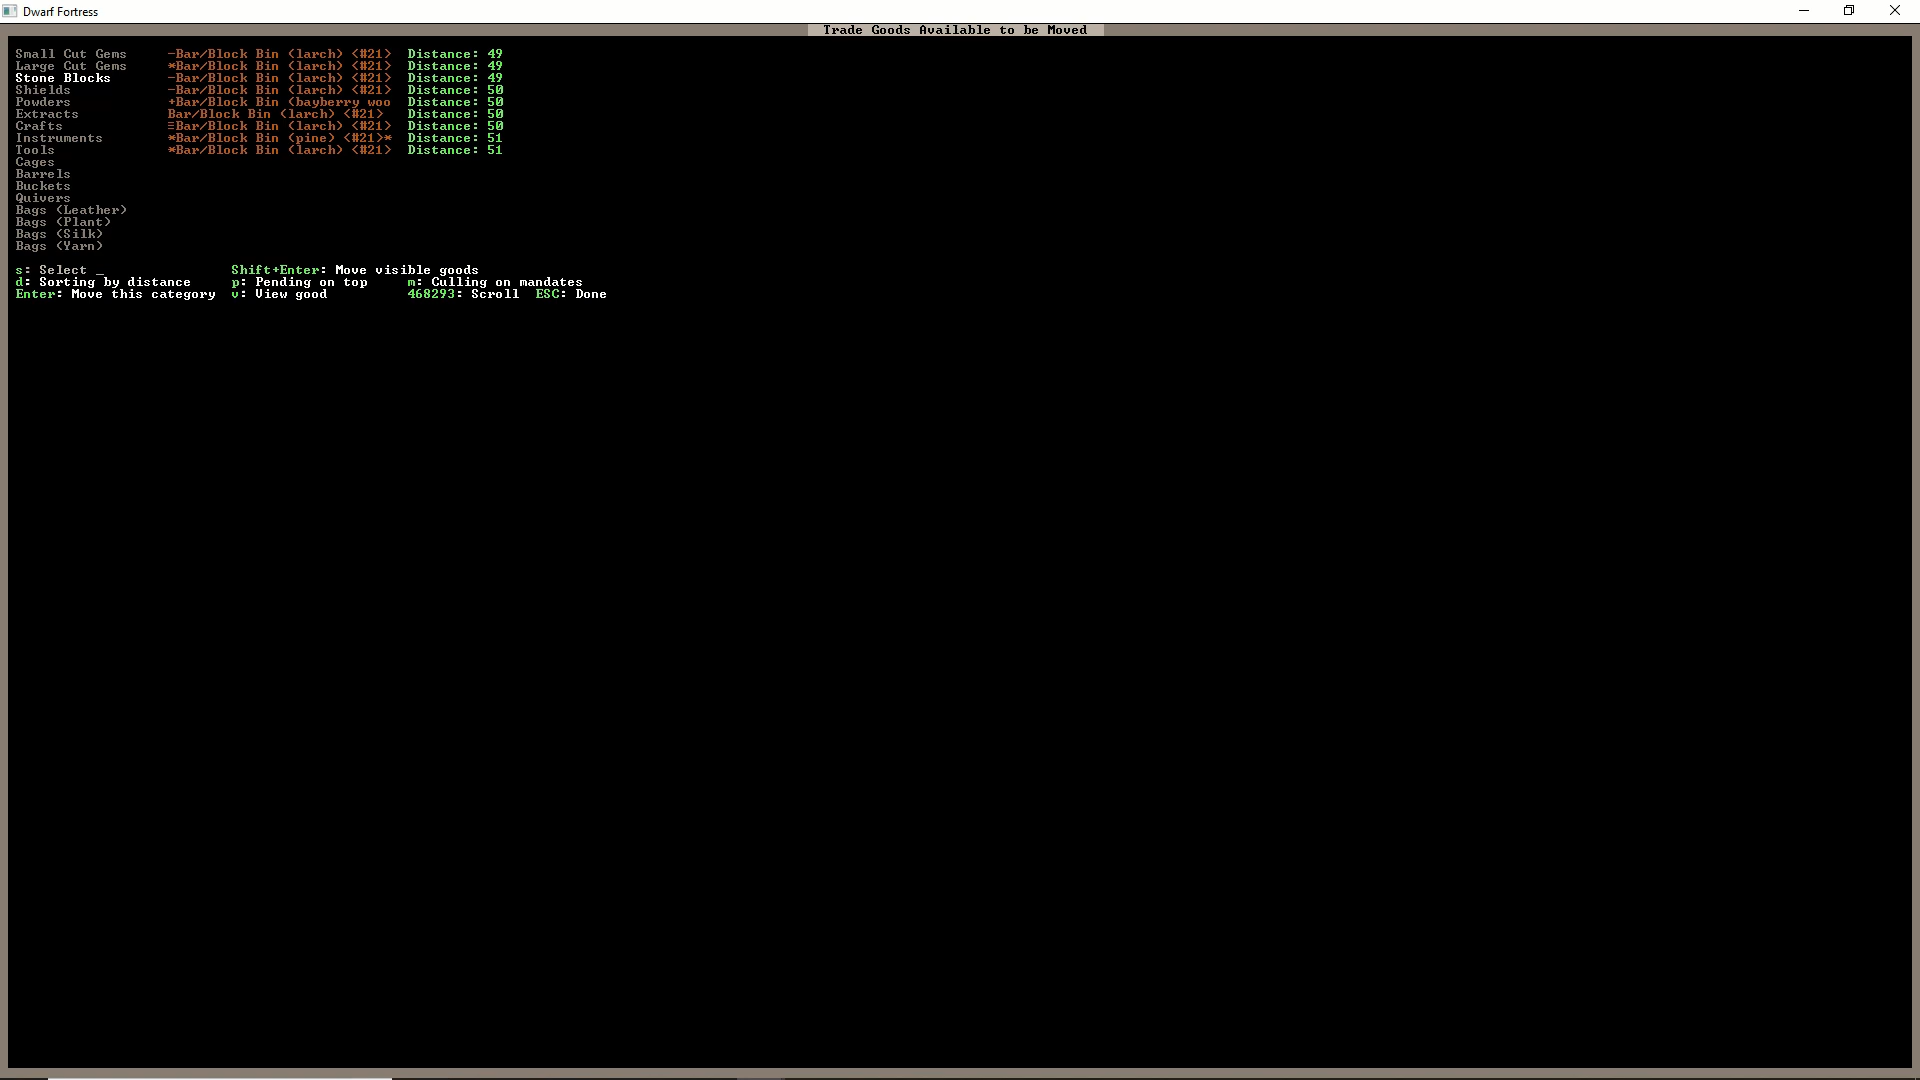 Dwarf Fortress
Trade Goods Available to be Moved
Small Cut Gems -Bar/Block Bin (larch) <#21> Distance: 49
Large Cut Gems *Bar/Block Bin (larch) <#21> Distance: 49
Stone Blocks -Bar/Block Bin (larch) <#21> Distance: 49
Shields -Bar/Block Bin (larch) <#21> Distance: 50
Powders +Bar/Block Bin (bayberry woo Distance: 50
Extracts Bar/Block Bin (larch) <#21> Distance: 50
Crafts ≡Bar/Block Bin (larch) <#21> Distance: 50
Instruments *Bar/Block Bin (pine) <#21>* Distance: 51
Tools *Bar/Block Bin (larch) <#21> Distance: 51
Cages
Barrels
Buckets
Quivers
Bags (Leather)
Bags (Plant)
Bags (Silk)
Bags (Yarn)
s: Select _ Shift+Enter: Move visible goods
d: Sorting by distance p: Pending on top m: Culling on mandates
Enter: Move this category v: View good 468293: Scroll ESC: Done